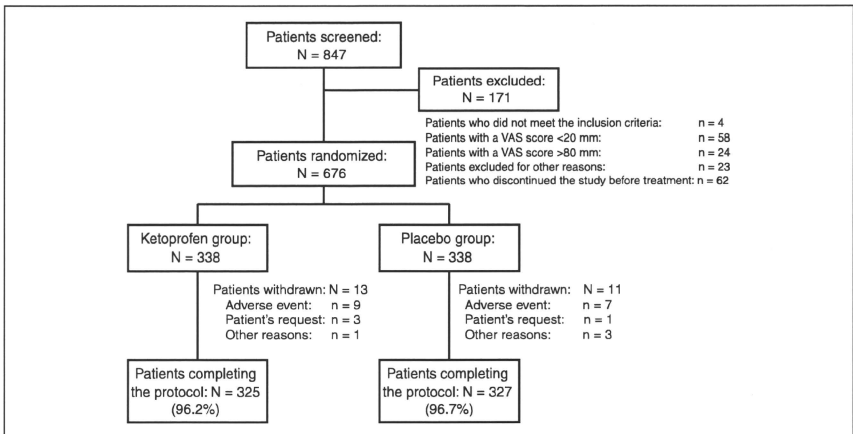 Patients screened:
N = 847
Patients excluded:
N = 171
Patients who did not meet the inclusion criteria: n = 4
Patients with a VAS score <20 mm: n = 58
Patients with a VAS score >80 mm: n = 24
Patients excluded for other reasons: n = 23
Patients who discontinued the study before treatment: n = 62
Patients randomized:
N = 676
Ketoprofen group:
N = 338
Placebo group:
N = 338
Patients withdrawn: N = 13
Adverse event: n = 9
Patient's request: n = 3
Other reasons: n = 1
Patients withdrawn: N = 11
Adverse event: n = 7
Patient's request: n = 1
Other reasons: n = 3
Patients completing
the protocol: N = 325
(96.2%)
Patients completing
the protocol: N = 327
(96.7%)